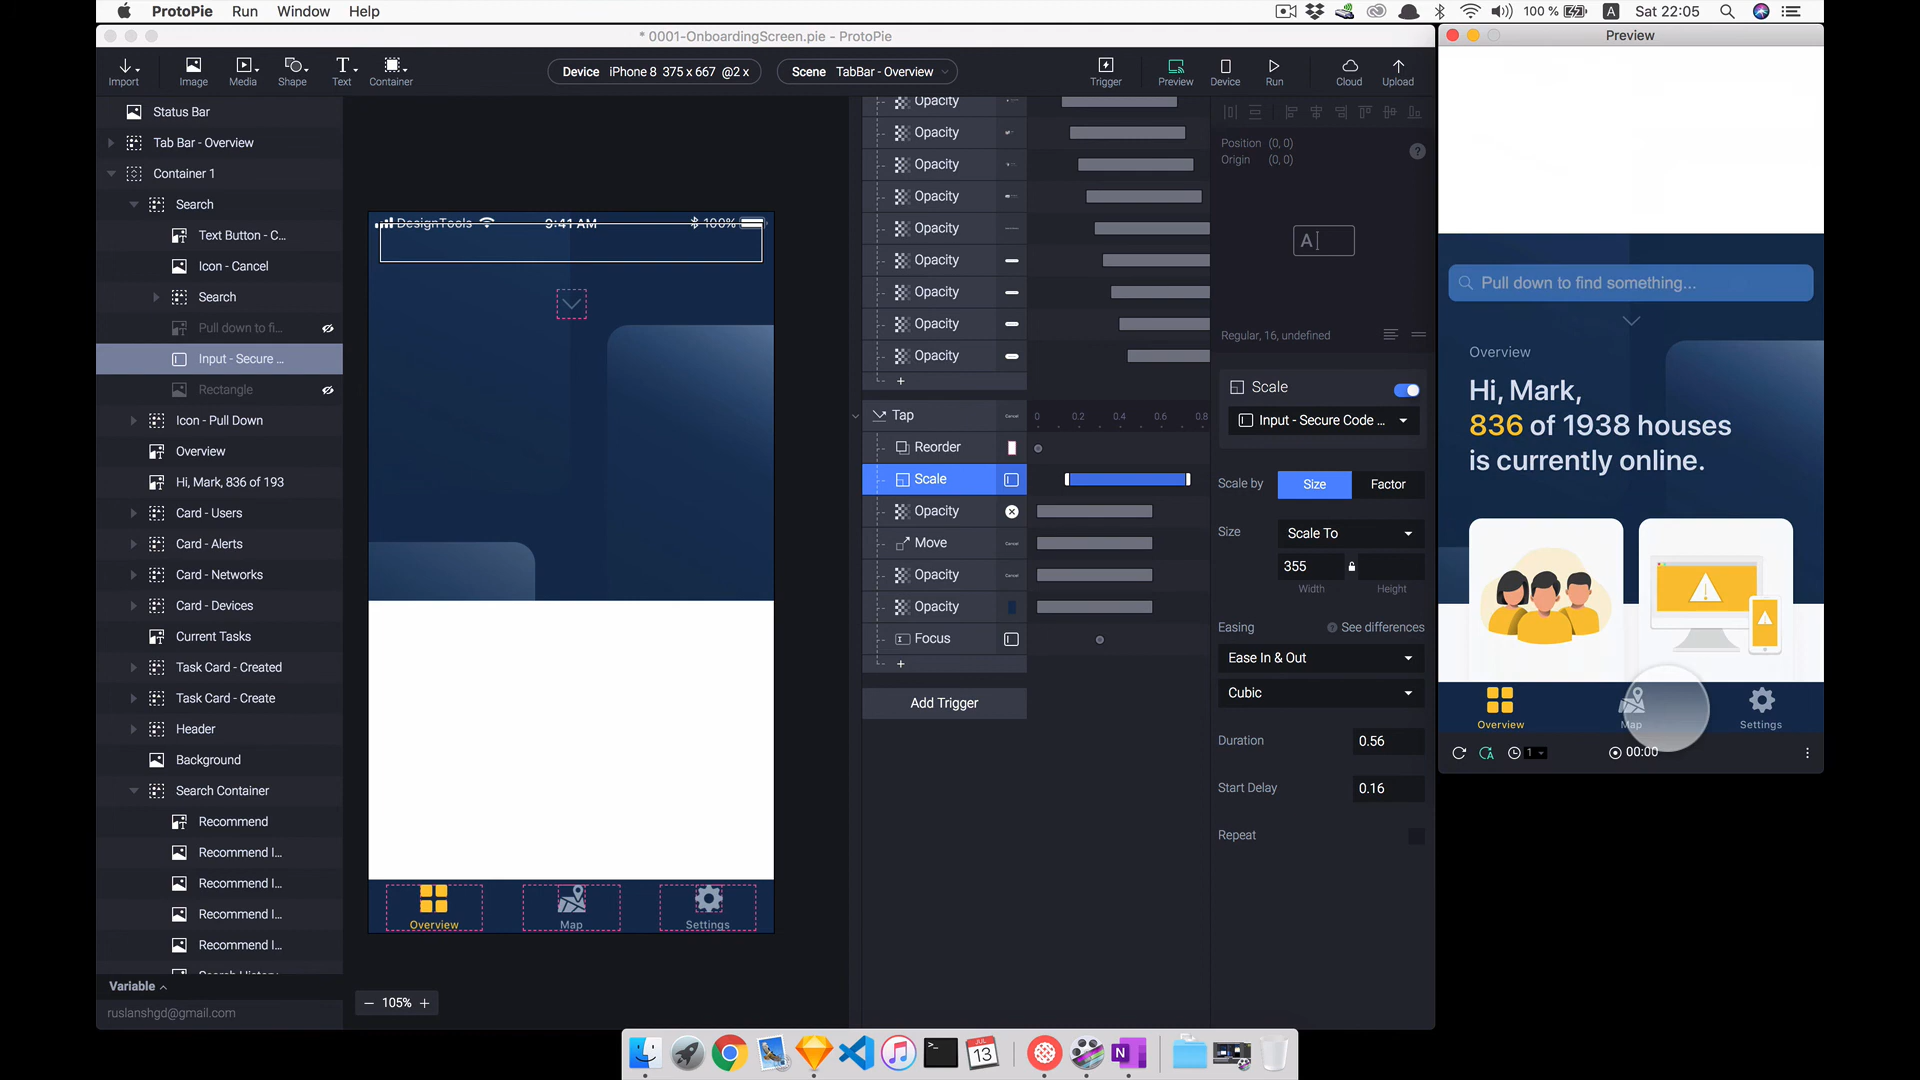 ProtoPie Run Window Help
100 % A Sat 22:05
* 0001-OnboardingScreen.pie - ProtoPie
Preview
Import Image Media Shape Text Container
Device iPhone 8 375 x 667 @2 x
Scene TabBar - Overview
Trigger Preview Device Run Cloud Upload
Status Bar
Tab Bar - Overview
Container 1
Search
Text Button - C...
Icon - Cancel
Search
Pull down to fi...
Input - Secure ...
Rectangle
Icon - Pull Down
Overview
Hi, Mark, 836 of 193
Card - Users
Card - Alerts
Card - Networks
Card - Devices
Current Tasks
Task Card - Created
Task Card - Create
Header
Background
Search Container
Recommend
Recommend I...
Recommend I...
Recommend I...
Recommend I...
Variable
ruslanshgd@gmail.com
DesignTools 9:41 AM 100%
Overview Map Settings
105%
Opacity
Opacity
Opacity
Opacity
Opacity
Opacity
Opacity
Opacity
Opacity
+
Tap 0 0.2 0.4 0.6 0.8
Reorder
Scale
Opacity
Move
Opacity
Opacity
Focus
+
Add Trigger
Position (0, 0)
Origin (0, 0)
?
A
Regular, 16, undefined
Scale
Input - Secure Code ...
Scale by Size Factor
Size Scale To
355
Width Height
Easing ? See differences
Ease In & Out
Cubic
Duration 0.56
Start Delay 0.16
Repeat
Pull down to find something...
Overview
Hi, Mark,
836 of 1938 houses
is currently online.
Overview Map Settings
1 00:00
JUL
13
N